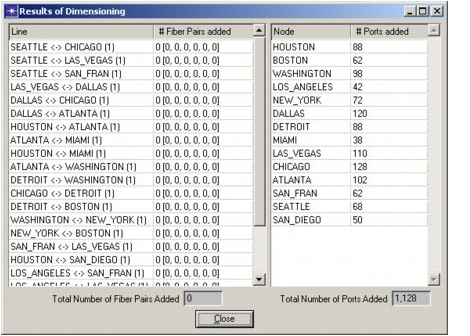 Results of Dimensioning
Line # Fiber Pairs added
SEATTLE <-> CHICAGO (1) 0 [0, 0, 0, 0, 0, 0]
SEATTLE <-> LAS_VEGAS (1) 0 [0, 0, 0, 0, 0, 0]
SEATTLE <-> SAN_FRAN (1) 0 [0, 0, 0, 0, 0, 0]
LAS_VEGAS <-> DALLAS (1) 0 [0, 0, 0, 0, 0, 0]
DALLAS <-> CHICAGO (1) 0 [0, 0, 0, 0, 0, 0]
DALLAS <-> ATLANTA (1) 0 [0, 0, 0, 0, 0, 0]
HOUSTON <-> ATLANTA (1) 0 [0, 0, 0, 0, 0, 0]
ATLANTA <-> MIAMI (1) 0 [0, 0, 0, 0, 0, 0]
HOUSTON <-> MIAMI (1) 0 [0, 0, 0, 0, 0, 0]
ATLANTA <-> WASHINGTON (1) 0 [0, 0, 0, 0, 0, 0]
DETROIT <-> WASHINGTON (1) 0 [0, 0, 0, 0, 0, 0]
CHICAGO <-> DETROIT (1) 0 [0, 0, 0, 0, 0, 0]
DETROIT <-> BOSTON (1) 0 [0, 0, 0, 0, 0, 0]
WASHINGTON <-> NEW_YORK (1) 0 [0, 0, 0, 0, 0, 0]
NEW_YORK <-> BOSTON (1) 0 [0, 0, 0, 0, 0, 0]
SAN_FRAN <-> LAS_VEGAS (1) 0 [0, 0, 0, 0, 0, 0]
HOUSTON <-> SAN_DIEGO (1) 0 [0, 0, 0, 0, 0, 0]
LOS_ANGELES <-> SAN_FRAN (1) 0 [0, 0, 0, 0, 0, 0]
LOS_ANGELES <-> LAS_VEGAS (1) 0 [0, 0, 0, 0, 0, 0]
Total Number of Fiber Pairs Added 0
Node # Ports added
HOUSTON 88
BOSTON 62
WASHINGTON 98
LOS_ANGELES 42
NEW_YORK 72
DALLAS 120
DETROIT 88
MIAMI 38
LAS_VEGAS 110
CHICAGO 128
ATLANTA 102
SAN_FRAN 62
SEATTLE 68
SAN_DIEGO 50
Total Number of Ports Added 1,128
Close